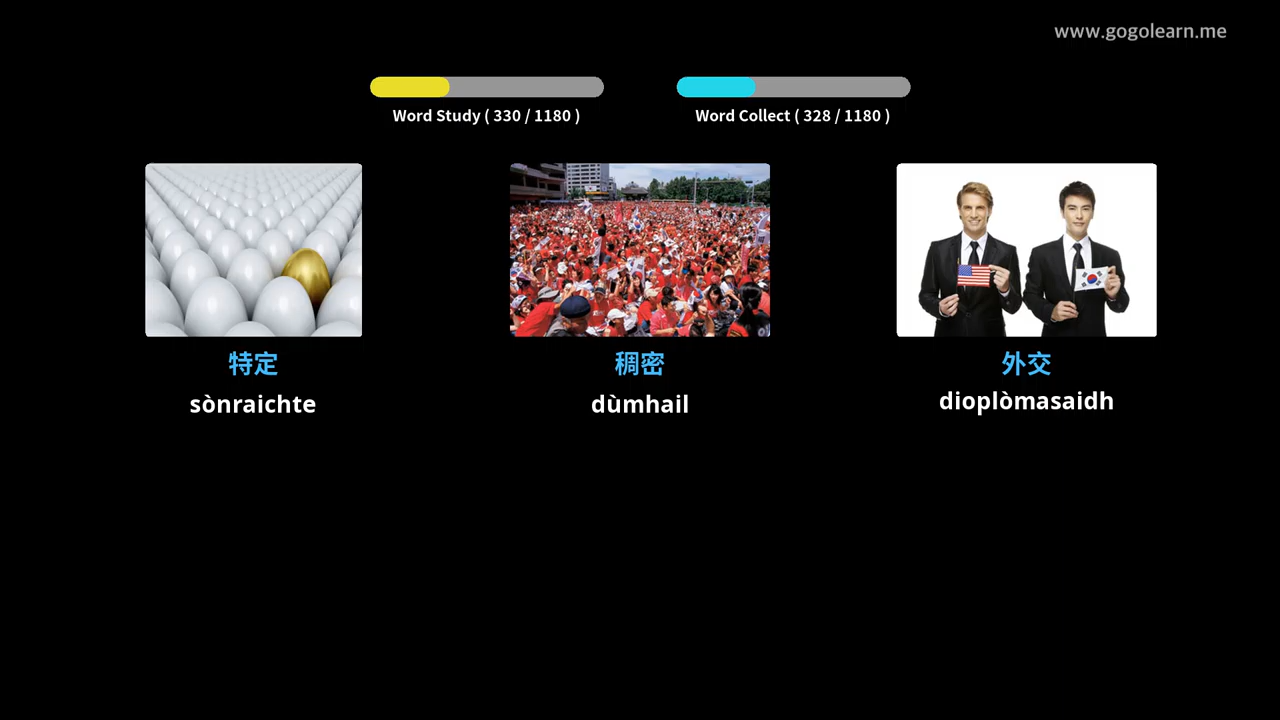 www.gogolearn.me
Word Study ( 330 / 1180 )
Word Collect ( 328 / 1180 )
特定
稠密
外交
sònraichte
dùmhail
dioplòmasaidh